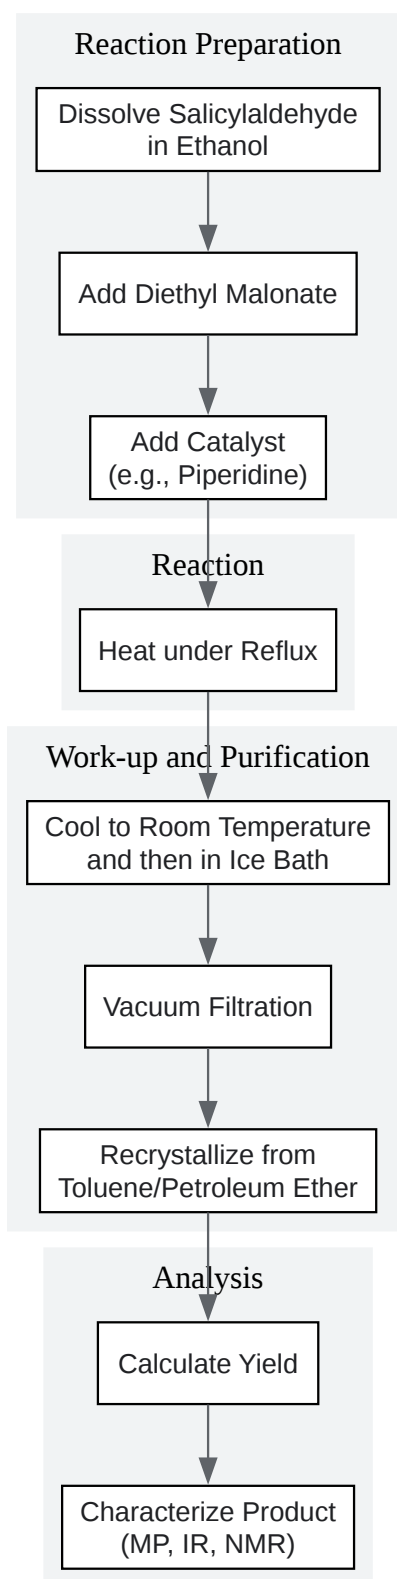 Reaction Preparation
Dissolve Salicylaldehyde
in Ethanol
Add Diethyl Malonate
Add Catalyst
(e.g., Piperidine)
Reaction
Heat under Reflux
Work-up and Purification
Cool to Room Temperature
and then in Ice Bath
Vacuum Filtration
Recrystallize from
Toluene/Petroleum Ether
Analysis
Calculate Yield
Characterize Product
(MP, IR, NMR)